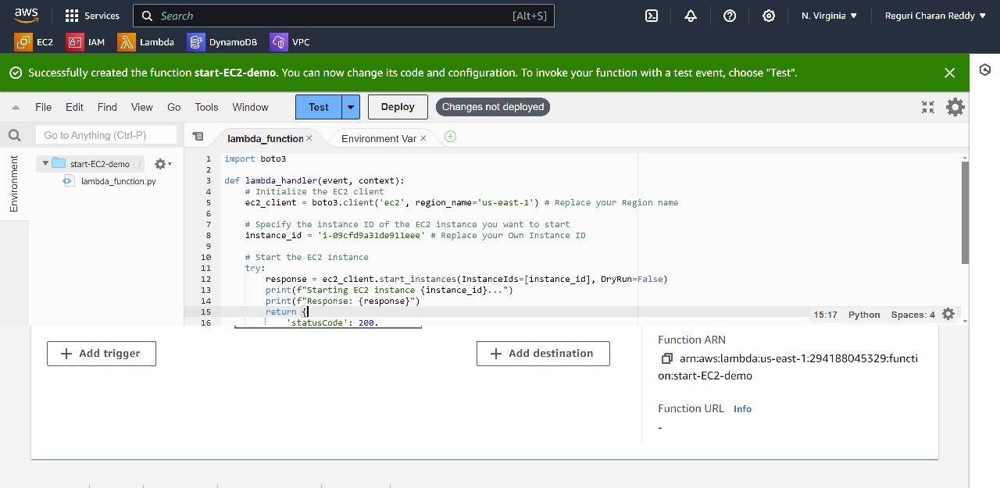 aws
Services
Search
[Alt+S]
N. Virginia
Reguri Charan Reddy
EC2
IAM
Lambda
DynamoDB
VPC
Successfully created the function start-EC2-demo. You can now change its code and configuration. To invoke your function with a test event, choose "Test".
File Edit Find View Go Tools Window
Test
Deploy
Changes not deployed
Go to Anything (Ctrl-P)
lambda_function
Environment Var
Environment
start-EC2-demo - /
lambda_function.py
1 import boto3
2
3 def lambda_handler(event, context):
4 # Initialize the EC2 client
5 ec2_client = boto3.client('ec2', region_name='us-east-1') # Replace your Region name
6
7 # Specify the instance ID of the EC2 instance you want to start
8 instance_id = 'i-09cfd9a31de911eee' # Replace your Own Instance ID
9
10 # Start the EC2 instance
11 try:
12 response = ec2_client.start_instances(InstanceIds=[instance_id], DryRun=False)
13 print(f"Starting EC2 instance {instance_id}...")
14 print(f"Response: {response}")
15 return {
16 'statusCode': 200,
15:17 Python Spaces: 4
+ Add trigger
+ Add destination
Function ARN
arn:aws:lambda:us-east-1:294188045329:functi
on:start-EC2-demo
Function URL Info
-